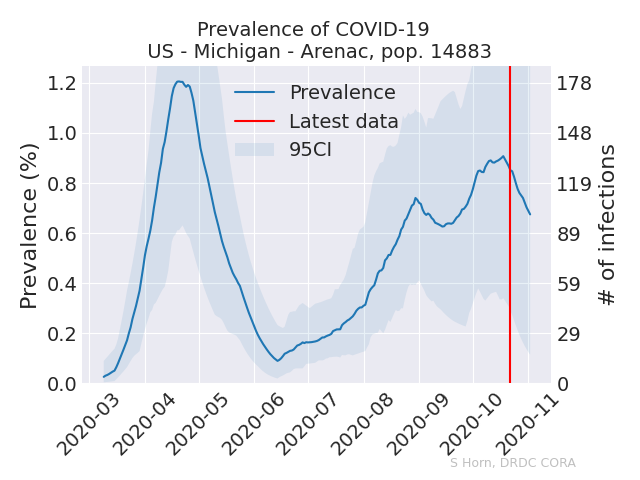 Prevalence of COVID-19
US - Michigan - Arenac, pop. 14883
Prevalence
Latest data
95CI
Prevalence (%)
1.2
1.0
0.8
0.6
0.4
0.2
0.0
178
148
119
89
59
29
0
# of infections
2020-03
2020-04
2020-05
2020-06
2020-07
2020-08
2020-09
2020-10
2020-11
S Horn, DRDC CORA